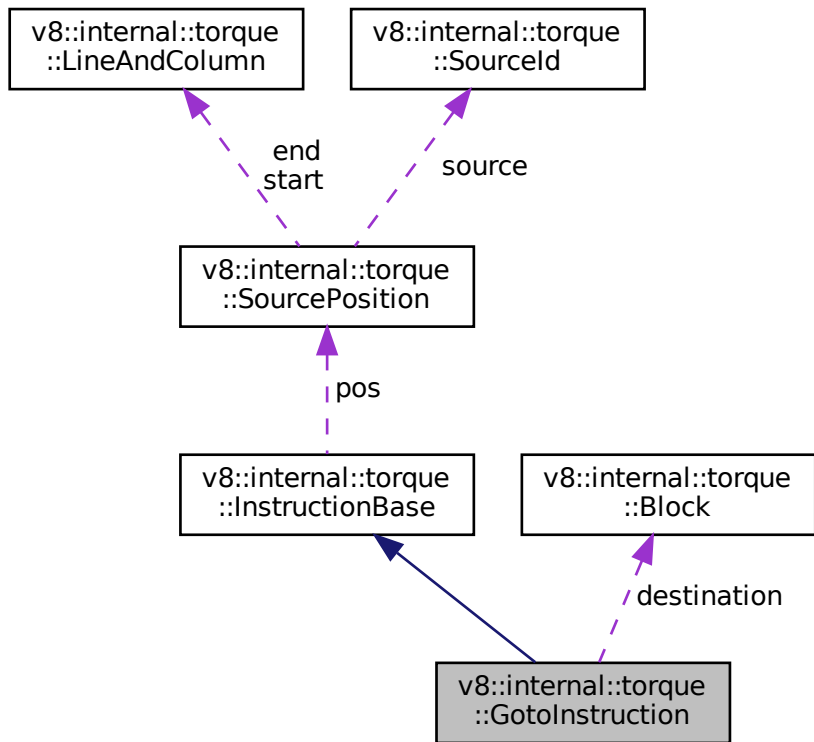 v8::internal::torque
::LineAndColumn
v8::internal::torque
::SourceId
end
start
source
v8::internal::torque
::SourcePosition
pos
v8::internal::torque
::InstructionBase
v8::internal::torque
::Block
destination
v8::internal::torque
::GotoInstruction